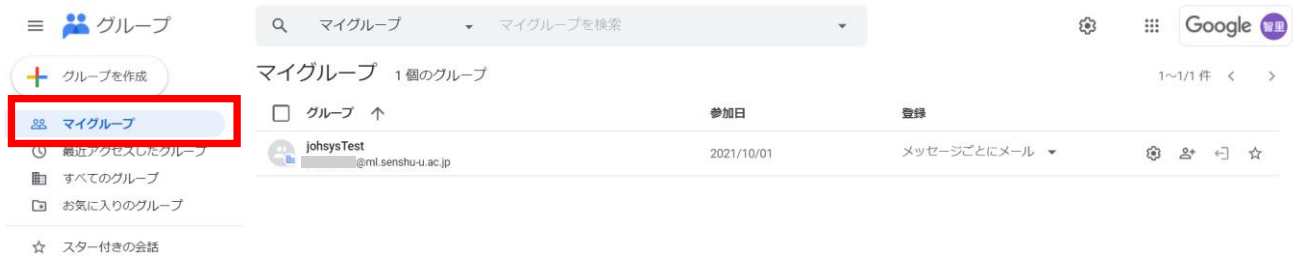 グループ
マイグループ
マイグループを検索
Google
智里
グループを作成
マイグループ
最近アクセスしたグループ
すべてのグループ
お気に入りのグループ
スター付きの会話
マイグループ 1 個のグループ
1～1/1 件
グループ 参加日 登録
johsysTest
@ml.senshu-u.ac.jp
2021/10/01
メッセージごとにメール